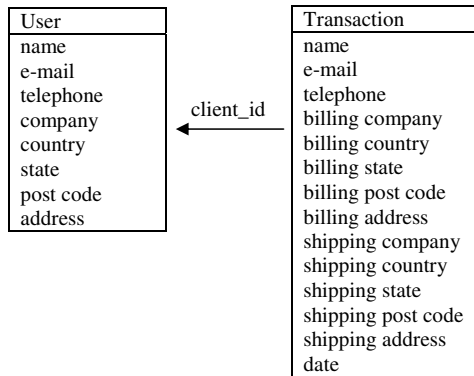 User
name
e-mail
telephone
company
country
state
post code
address
client_id
Transaction
name
e-mail
telephone
billing company
billing country
billing state
billing post code
billing address
shipping company
shipping country
shipping state
shipping post code
shipping address
date